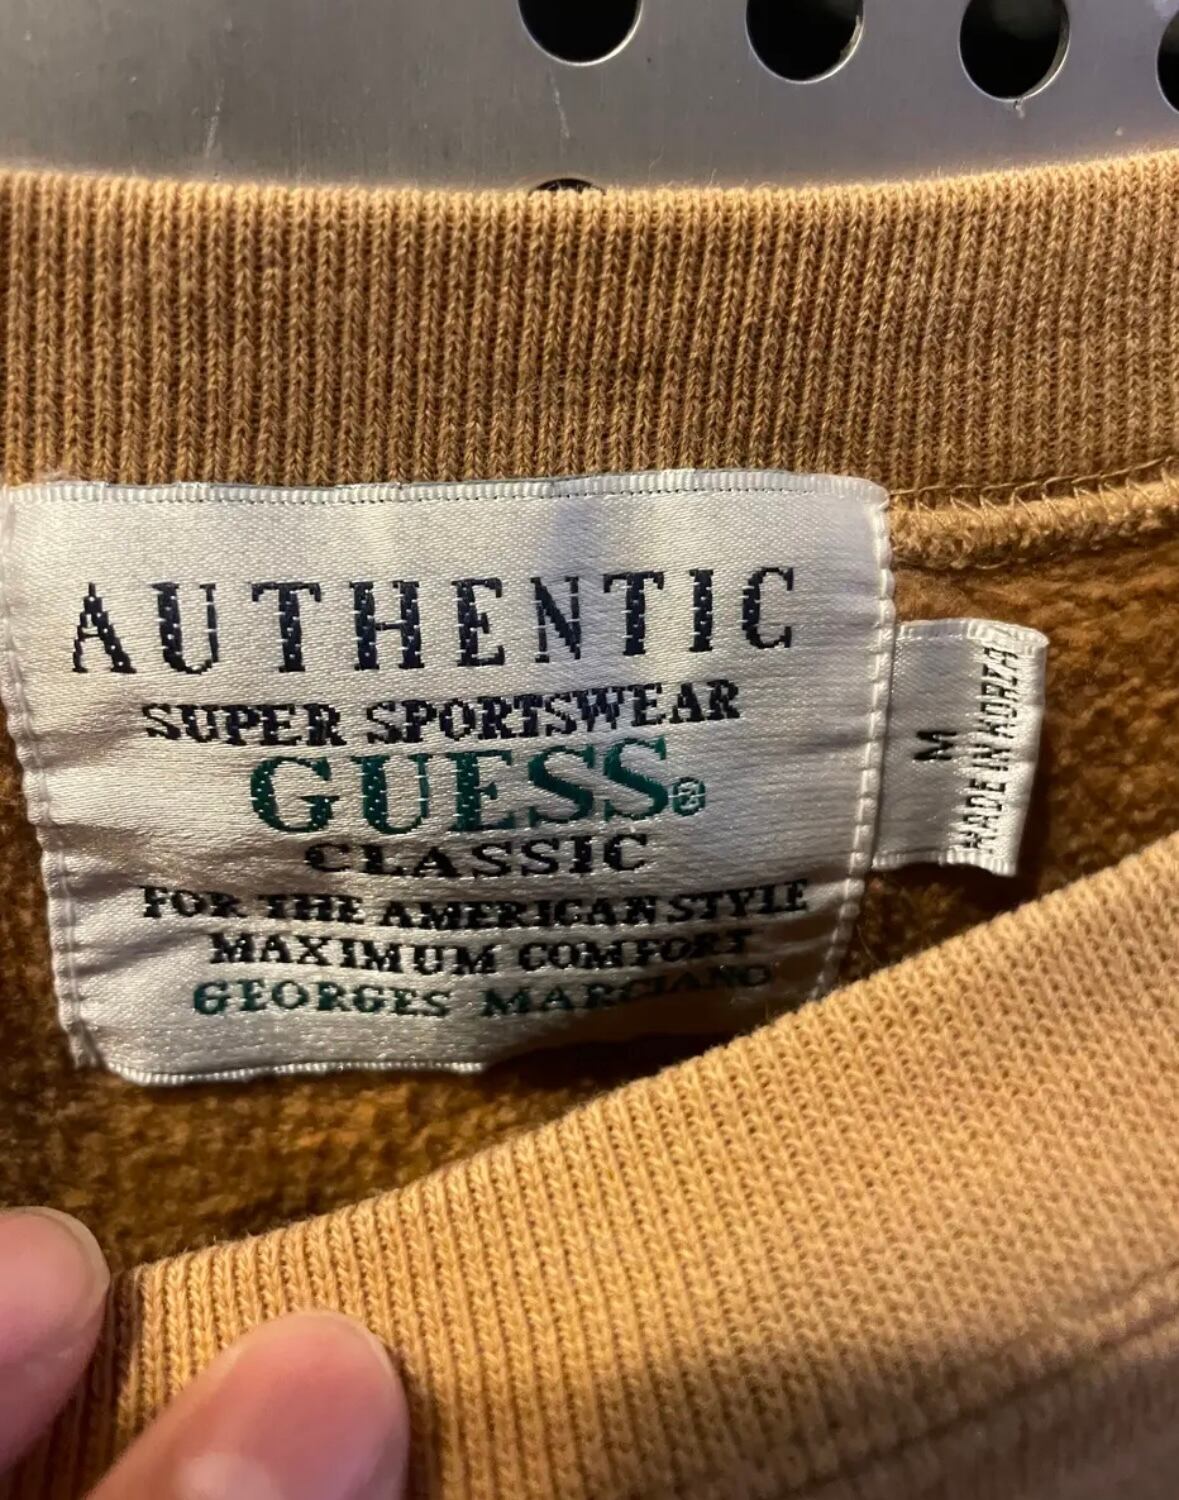 AUTHENTIC
SUPER SPORTSWEAR
GUESS®
CLASSIC
FOR THE AMERICAN STYLE
MAXIMUM COMFORT
GEORGES MARCIANO
M
MADE IN KOREA